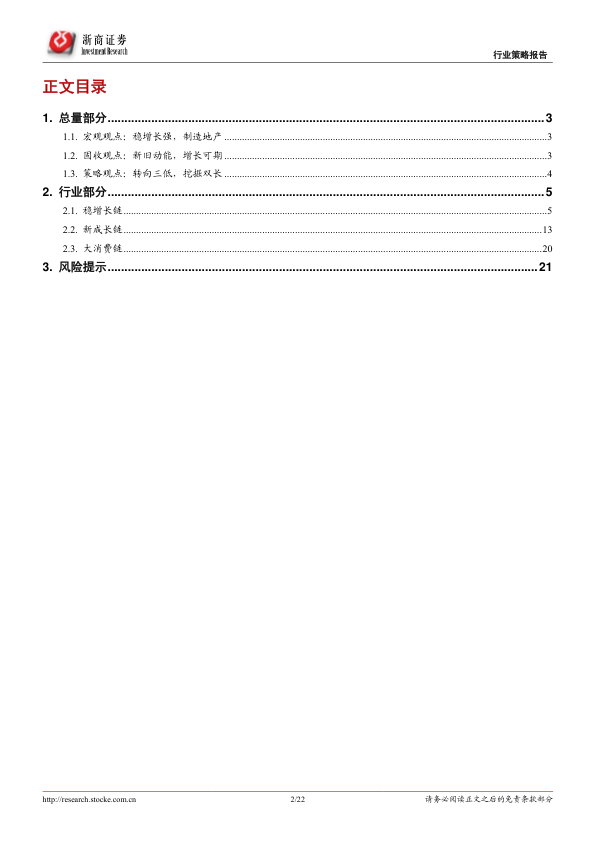 浙商证券
Investment Research
行业策略报告
正文目录
1. 总量部分 3
1.1. 宏观观点：稳增长强，制造地产 3
1.2. 固收观点：新旧动能，增长可期 3
1.3. 策略观点：转向三低，挖掘双长 4
2. 行业部分 5
2.1. 稳增长链 5
2.2. 新成长链 13
2.3. 大消费链 20
3. 风险提示 21
http://research.stocke.com.cn 2/22 请务必阅读正文之后的免责条款部分